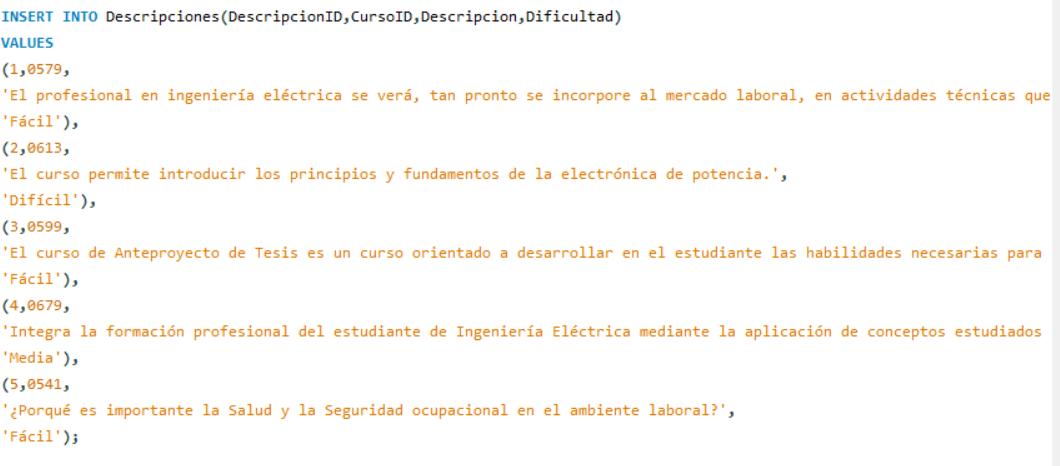 INSERT INTO Descripciones(DescripcionID,CursoID,Descripcion,Dificultad)
VALUES
(1,0579,
'El profesional en ingeniería eléctrica se verá, tan pronto se incorpore al mercado laboral, en actividades técnicas que
'Fácil'),
(2,0613,
'El curso permite introducir los principios y fundamentos de la electrónica de potencia.',
'Difícil'),
(3,0599,
'El curso de Anteproyecto de Tesis es un curso orientado a desarrollar en el estudiante las habilidades necesarias para
'Fácil'),
(4,0679,
'Integra la formación profesional del estudiante de Ingeniería Eléctrica mediante la aplicación de conceptos estudiados
'Media'),
(5,0541,
'¿Porqué es importante la Salud y la Seguridad ocupacional en el ambiente laboral?',
'Fácil');